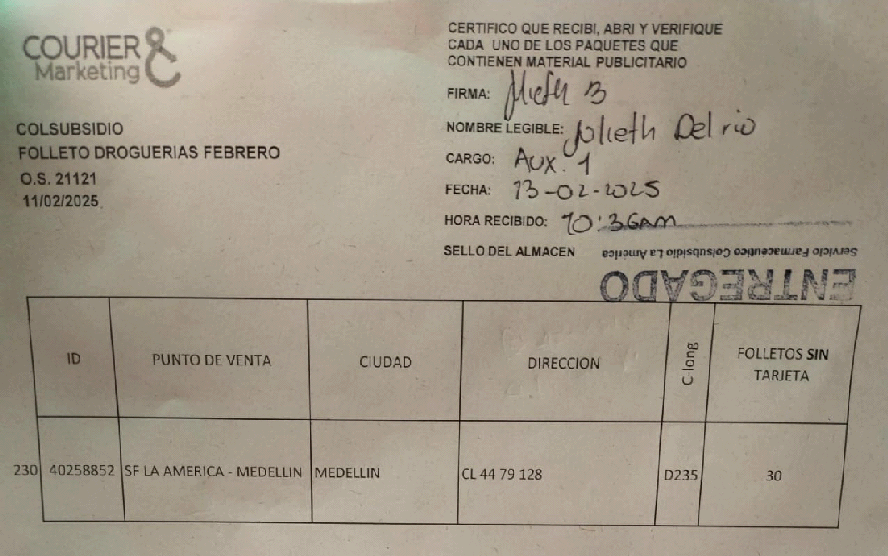 COURIER &
Marketing
COLSUBSIDIO
FOLLETO DROGUERIAS FEBRERO
O.S. 21121
11/02/2025
CERTIFICO QUE RECIBI, ABRI Y VERIFIQUE
CADA UNO DE LOS PAQUETES QUE
CONTIENEN MATERIAL PUBLICITARIO
FIRMA:
NOMBRE LEGIBLE: Jolieth Del rio
CARGO: Aux. 1
FECHA: 13-02-2025
HORA RECIBIDO: 10:36am
SELLO DEL ALMACEN
Servicio Farmaceutico Colsubsidio La América
ENTREGADO
ID PUNTO DE VENTA CIUDAD DIRECCION C-long FOLLETOS SIN
TARJETA
230 40258852 SF LA AMERICA - MEDELLIN MEDELLIN CL 44 79 128 D235 30